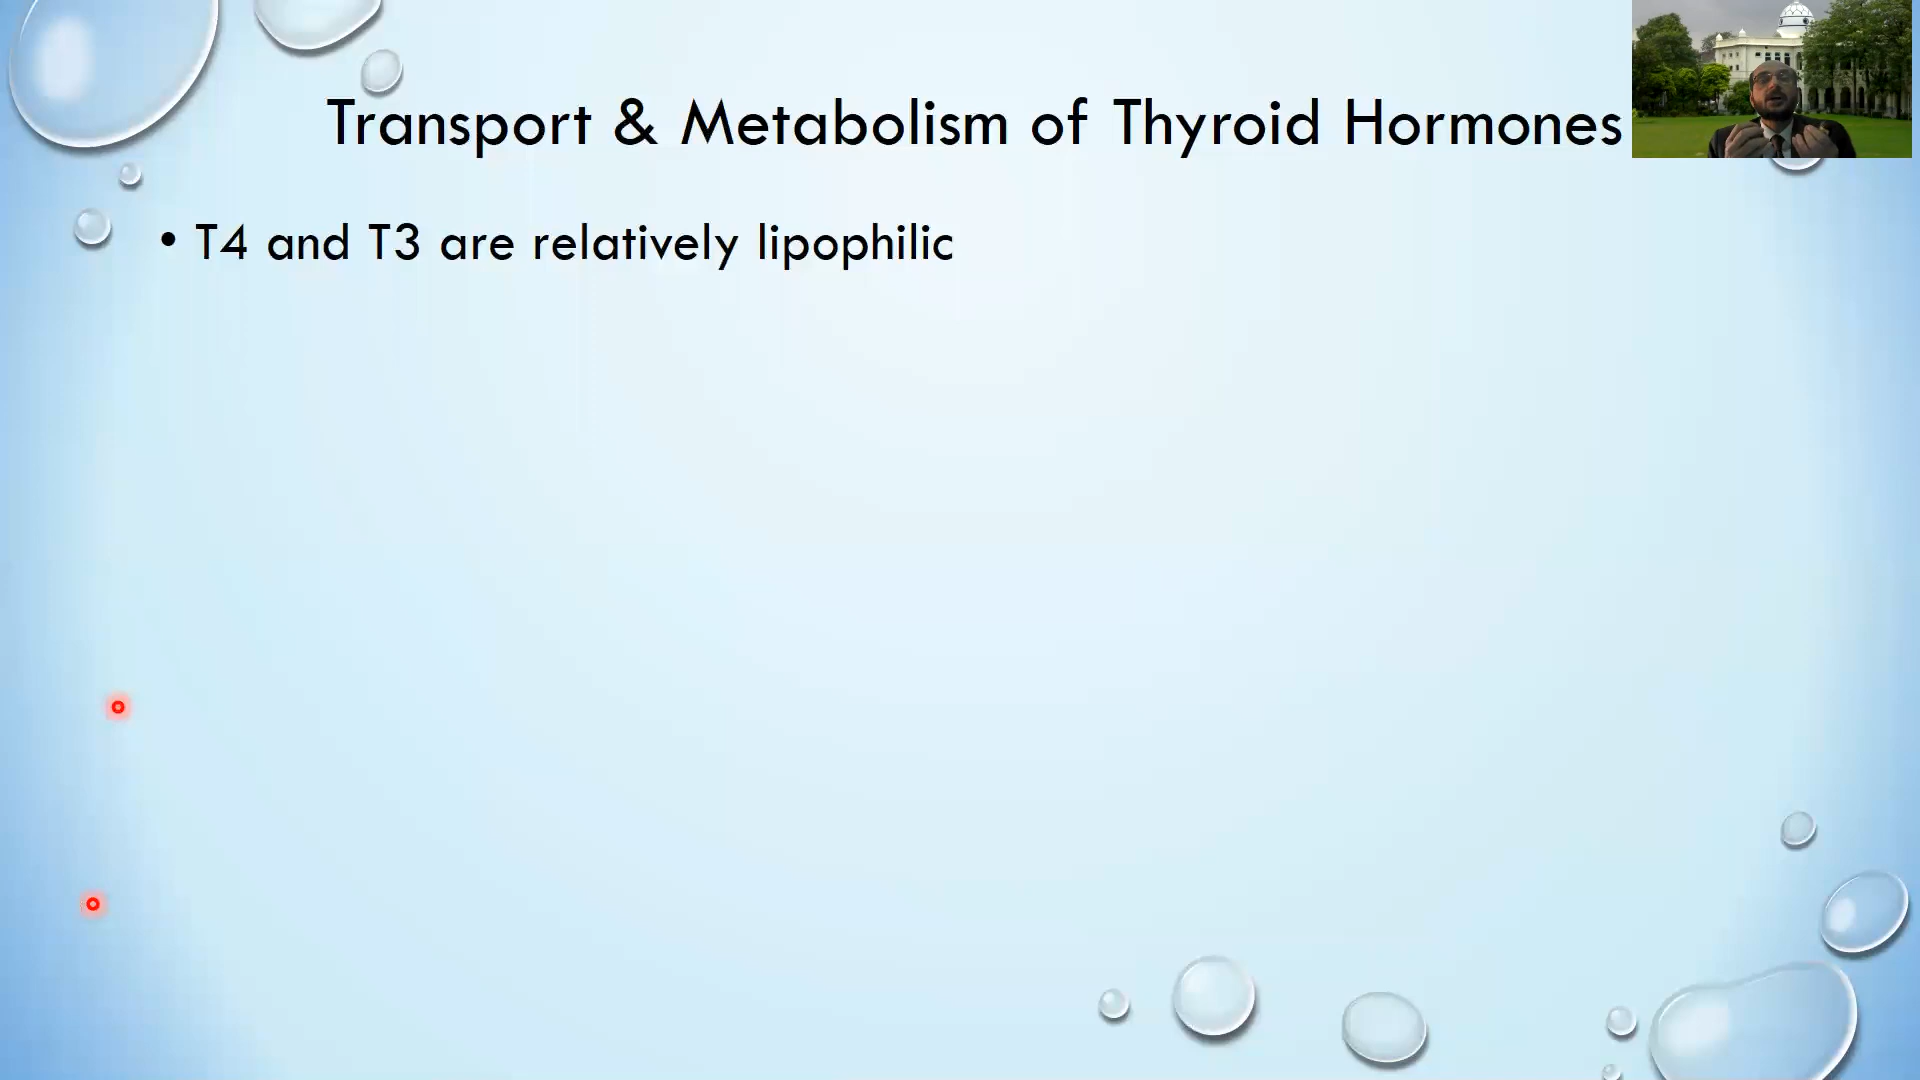 Transport & Metabolism of Thyroid Hormones
• T4 and T3 are relatively lipophilic